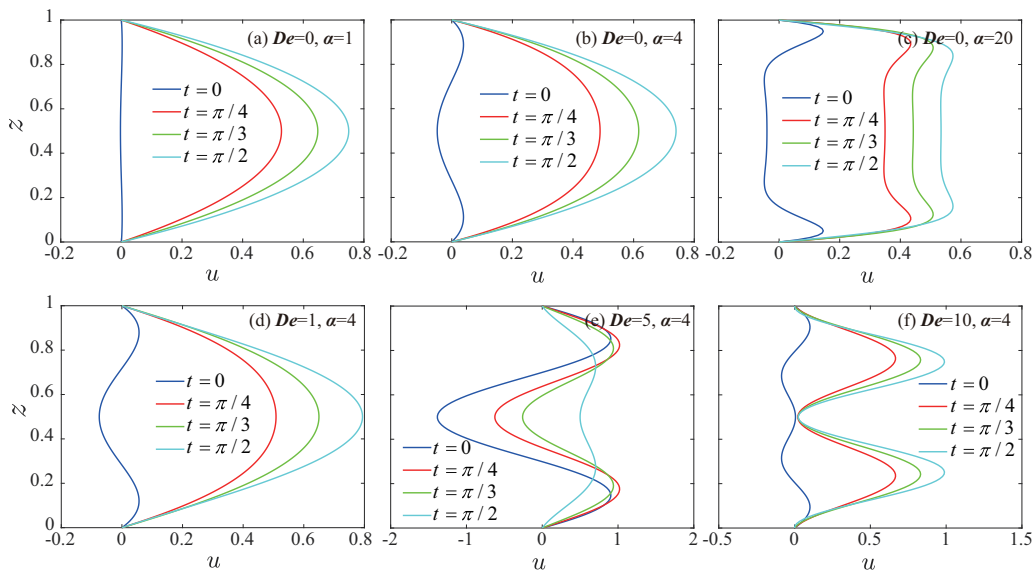 (a) De=0, α=1
1
0.8
0.6
0.4
0.2
0
z
t = 0
t = π / 4
t = π / 3
t = π / 2
-0.2 0 0.2 0.4 0.6 0.8
u
(b) De=0, α=4
t = 0
t = π / 4
t = π / 3
t = π / 2
-0.2 0 0.2 0.4 0.6 0.8
u
(c) De=0, α=20
t = 0
t = π / 4
t = π / 3
t = π / 2
-0.2 0 0.2 0.4 0.6 0.8
u
(d) De=1, α=4
1
0.8
0.6
0.4
0.2
0
z
t = 0
t = π / 4
t = π / 3
t = π / 2
-0.2 0 0.2 0.4 0.6 0.8
u
(e) De=5, α=4
t = 0
t = π / 4
t = π / 3
t = π / 2
-2 -1 0 1 2
u
(f) De=10, α=4
t = 0
t = π / 4
t = π / 3
t = π / 2
-0.5 0 0.5 1 1.5
u